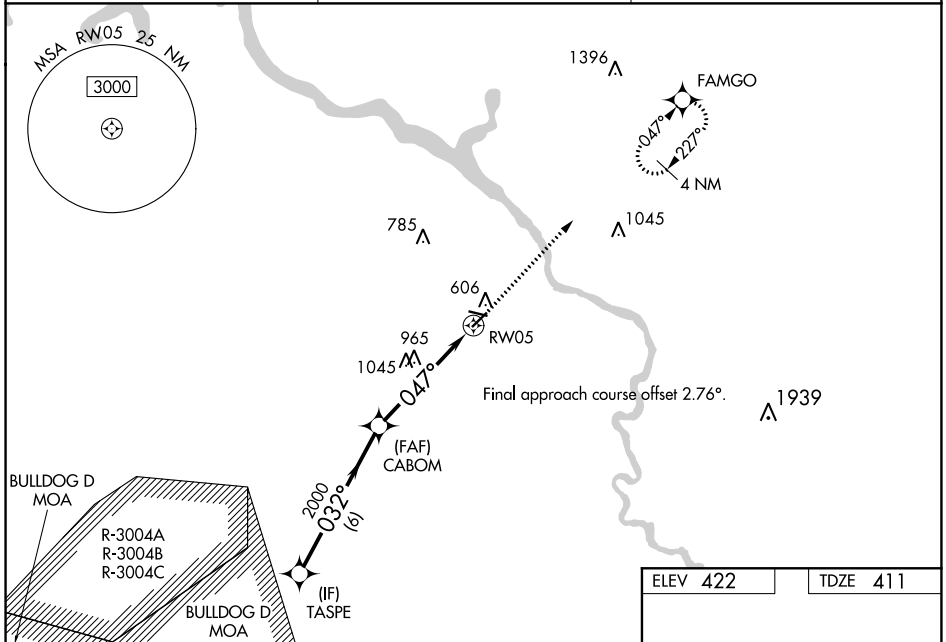 MSA RW05 25 NM
3000
1396
FAMGO
047°
227°
4 NM
1045
785
606
RW05
965
1045
047°
Final approach course offset 2.76°.
1939
(FAF)
CABOM
2000
032°
(6)
(IF)
TASPE
BULLDOG D
MOA
R-3004A
R-3004B
R-3004C
BULLDOG D
MOA
ELEV 422
TDZE 411